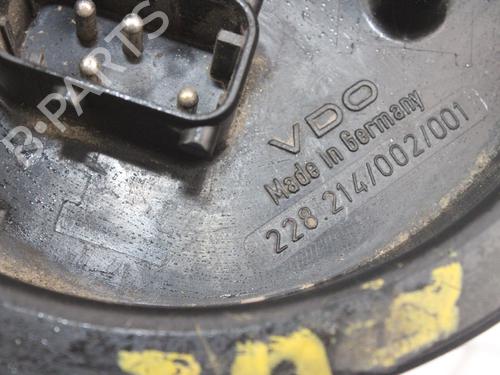 R-PARTS
VDO
Made in Germany
228.214/002/001